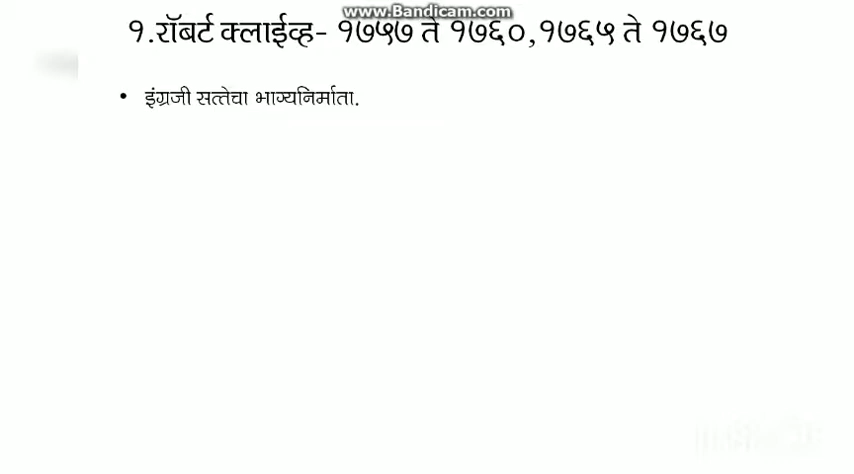 www.Bandicam.com
१.रॉबर्ट क्लाईव्ह- १७५७ ते १७६०,१७६५ ते १७६७
• इंग्रजी सत्तेचा भाग्यनिर्माता.